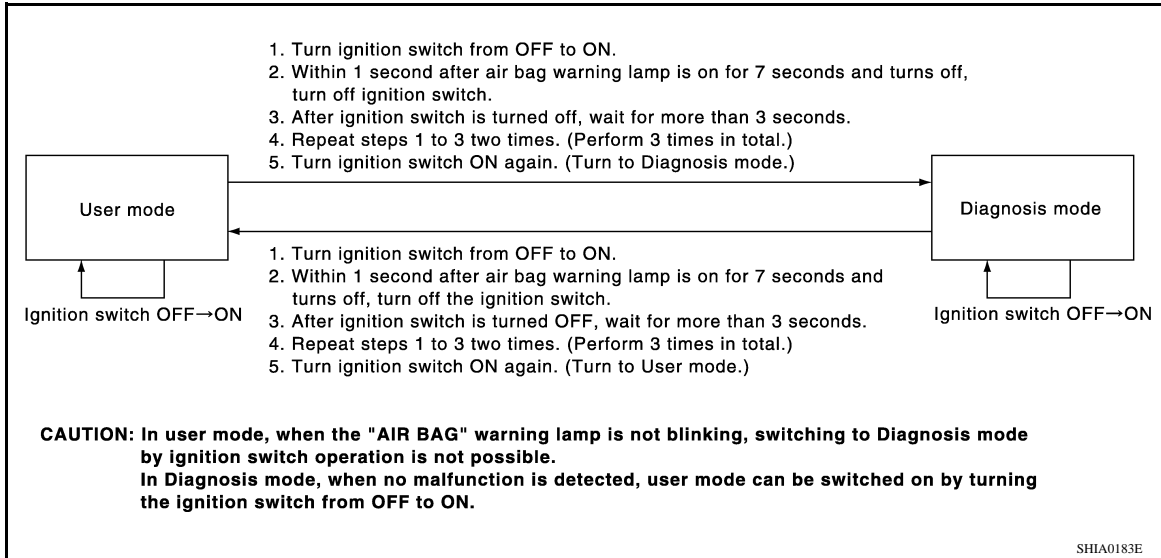 1. Turn ignition switch from OFF to ON.
2. Within 1 second after air bag warning lamp is on for 7 seconds and turns off,
turn off ignition switch.
3. After ignition switch is turned off, wait for more than 3 seconds.
4. Repeat steps 1 to 3 two times. (Perform 3 times in total.)
5. Turn ignition switch ON again. (Turn to Diagnosis mode.)
User mode
Diagnosis mode
1. Turn ignition switch from OFF to ON.
2. Within 1 second after air bag warning lamp is on for 7 seconds and
turns off, turn off the ignition switch.
3. After ignition switch is turned OFF, wait for more than 3 seconds.
4. Repeat steps 1 to 3 two times. (Perform 3 times in total.)
5. Turn ignition switch ON again. (Turn to User mode.)
Ignition switch OFF→ON
Ignition switch OFF→ON
CAUTION: In user mode, when the "AIR BAG" warning lamp is not blinking, switching to Diagnosis mode
by ignition switch operation is not possible.
In Diagnosis mode, when no malfunction is detected, user mode can be switched on by turning
the ignition switch from OFF to ON.
SHIA0183E